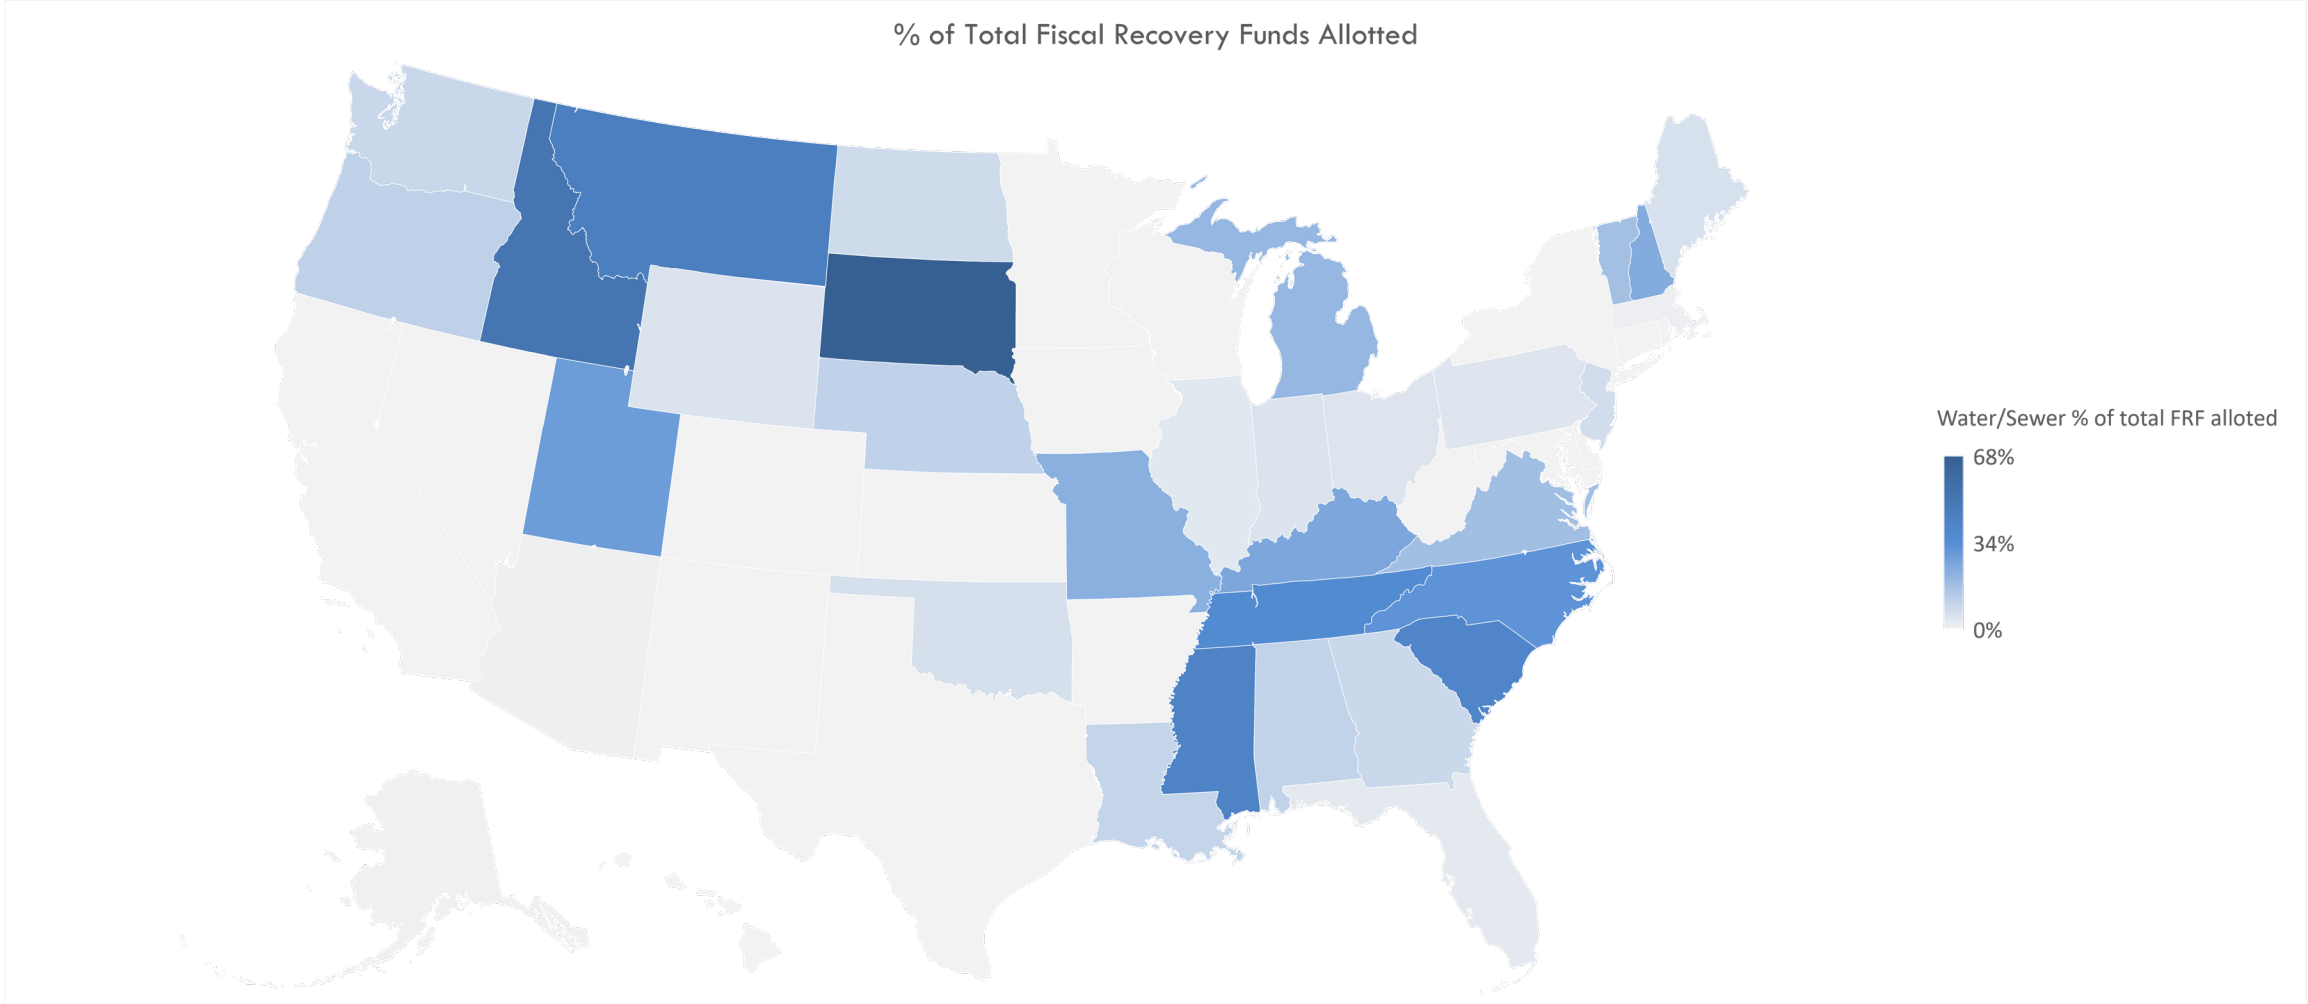 % of Total Fiscal Recovery Funds Allotted
Water/Sewer % of total FRF alloted
68%
34%
0%